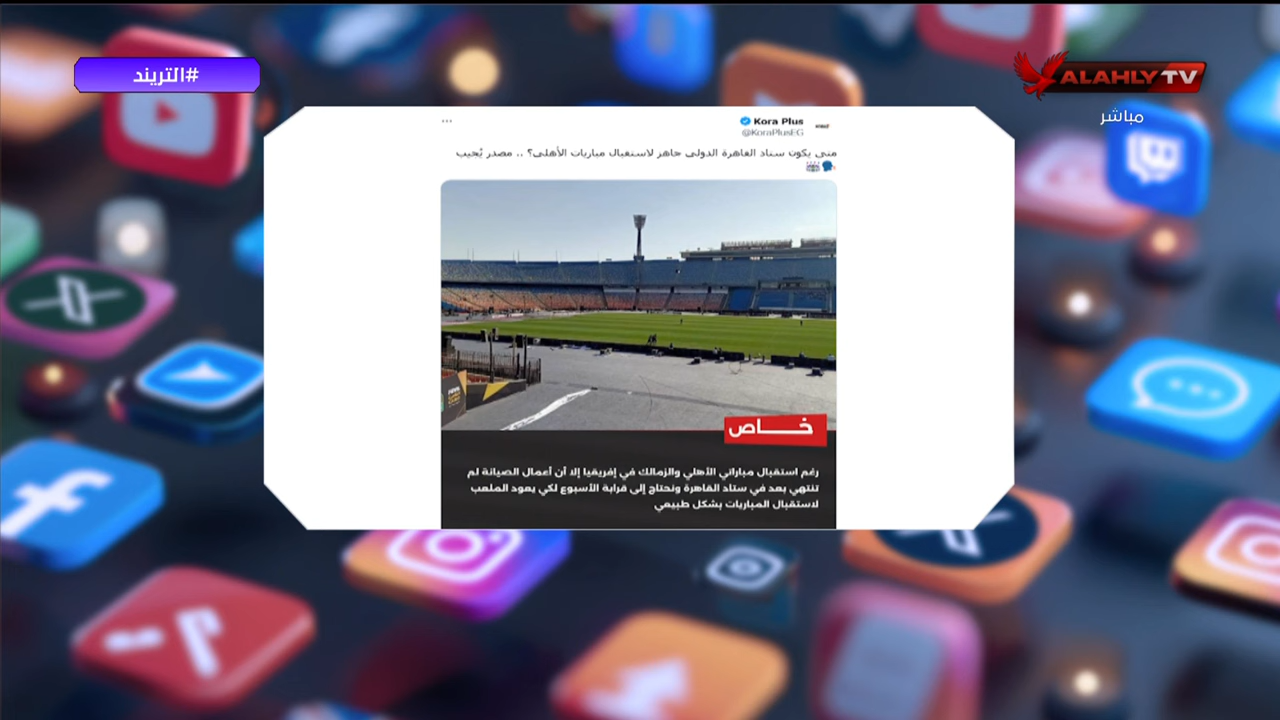 #التريند
ALAHLY TV
مباشر
Kora Plus
@KoraPlusEG
متى يكون ستاد القاهرة الدولي جاهز لاستقبال مباريات الأهلي؟ .. مصدر يُجيب
خـــاص
رغم استقبال مباراتي الأهلي والزمالك في إفريقيا إلا أن أعمال الصيانة لم
تنتهي بعد في ستاد القاهرة ونحتاج إلى قرابة الأسبوع لكي يعود الملعب
لاستقبال المباريات بشكل طبيعي